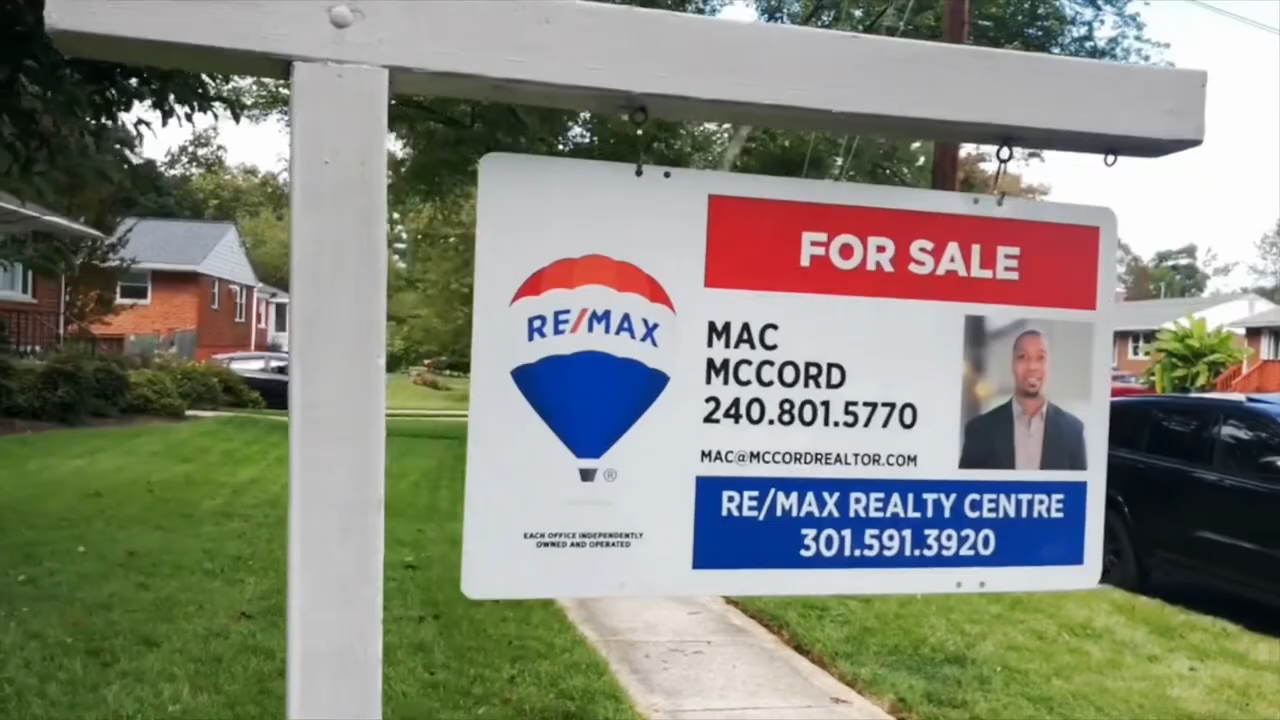 FOR SALE
RE/MAX
MAC
MCCORD
240.801.5770
MAC@MCCORDREALTOR.COM
®
RE/MAX REALTY CENTRE
301.591.3920
EACH OFFICE INDEPENDENTLY
OWNED AND OPERATED